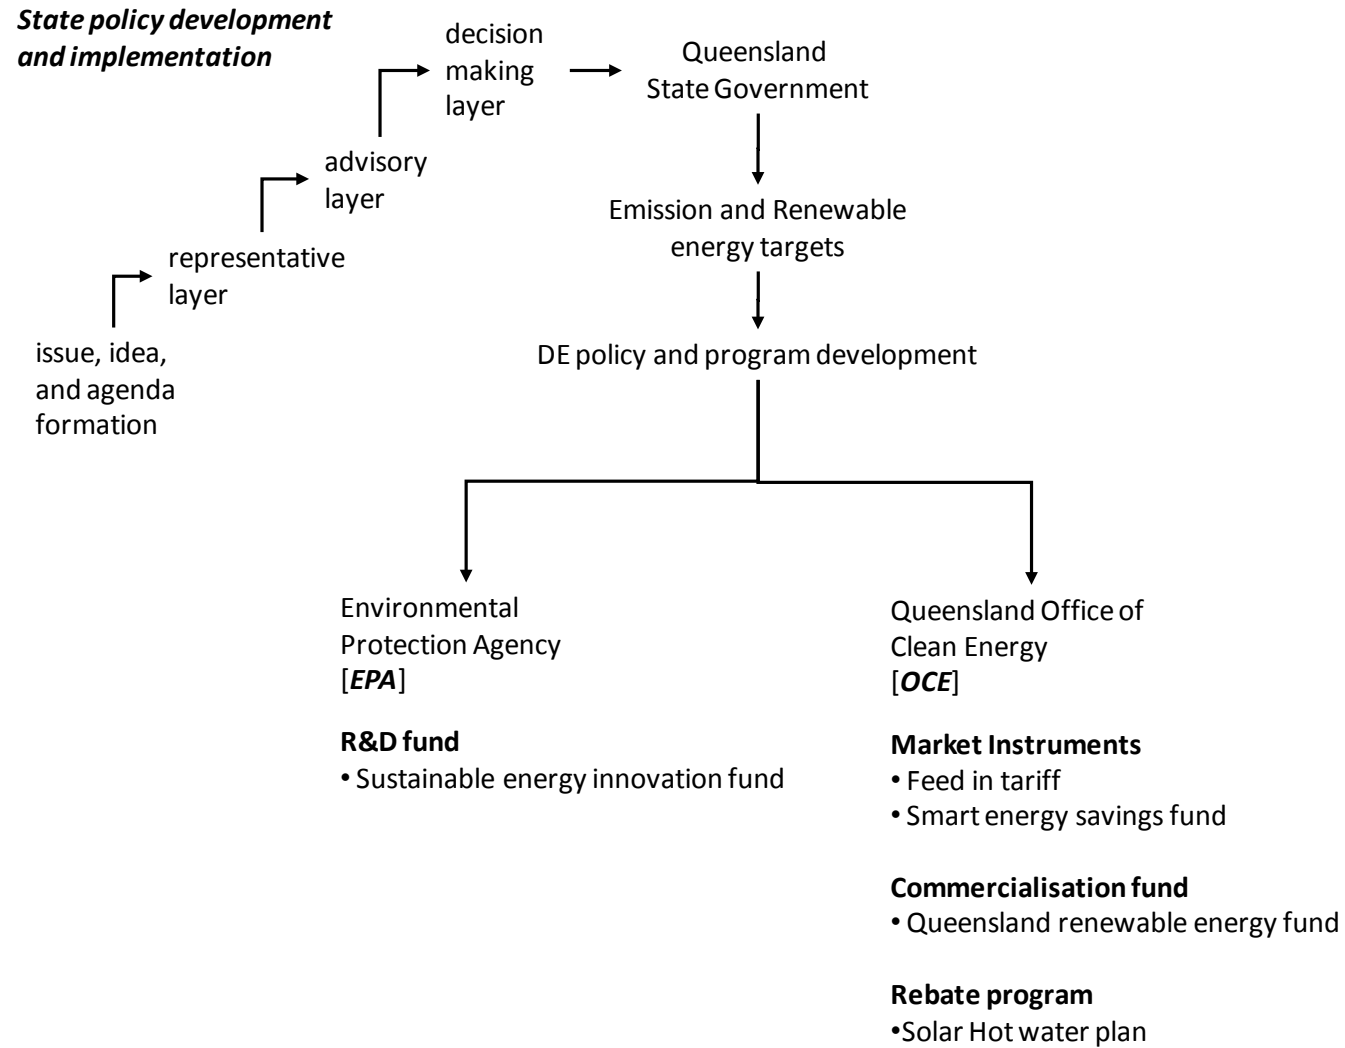 State policy development
and implementation
decision
making
layer
Queensland
State Government
advisory
layer
Emission and Renewable
energy targets
representative
layer
issue, idea,
and agenda
formation
DE policy and program development
Environmental
Protection Agency
[EPA]
R&D fund
• Sustainable energy innovation fund
Queensland Office of
Clean Energy
[OCE]
Market Instruments
• Feed in tariff
• Smart energy savings fund
Commercialisation fund
• Queensland renewable energy fund
Rebate program
•Solar Hot water plan